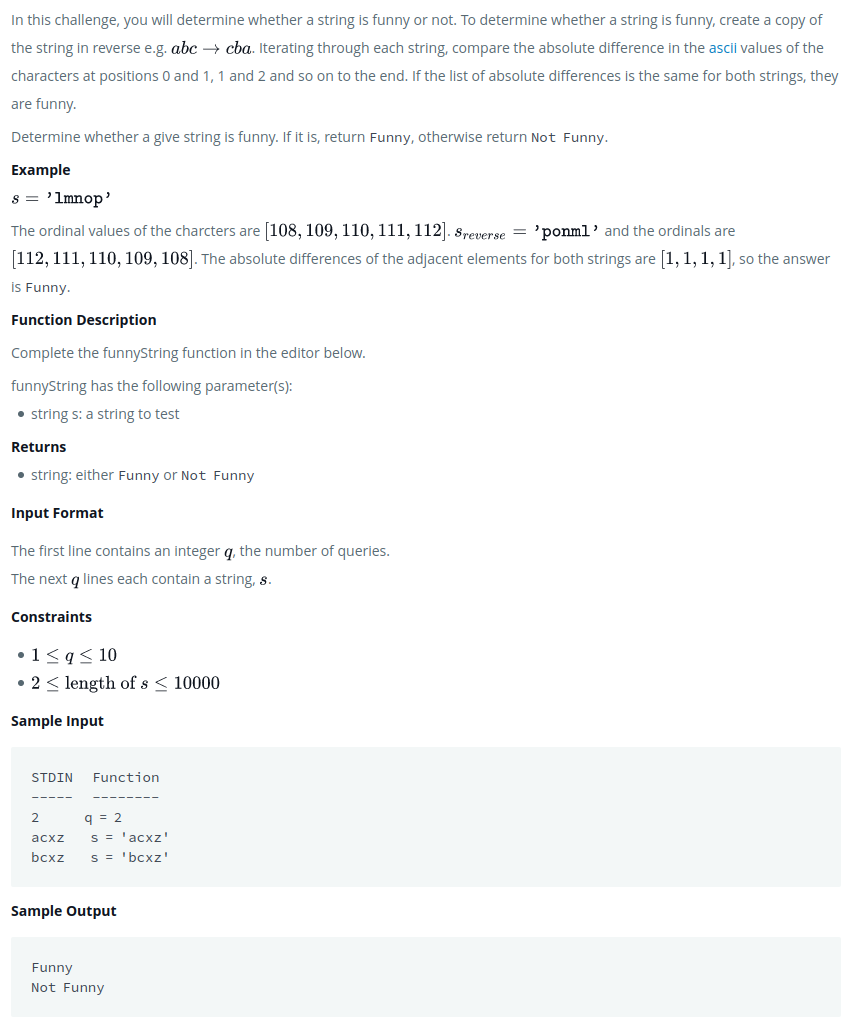 In this challenge, you will determine whether a string is funny or not. To determine whether a string is funny, create a copy of
the string in reverse e.g. abc → cba. Iterating through each string, compare the absolute difference in the ascii values of the
characters at positions 0 and 1, 1 and 2 and so on to the end. If the list of absolute differences is the same for both strings, they
are funny.
Determine whether a give string is funny. If it is, return Funny, otherwise return Not Funny.
Example
s = 'lmnop'
The ordinal values of the charcters are [108, 109, 110, 111, 112]. s_reverse = 'ponml' and the ordinals are
[112, 111, 110, 109, 108]. The absolute differences of the adjacent elements for both strings are [1, 1, 1, 1], so the answer
is Funny.
Function Description
Complete the funnyString function in the editor below.
funnyString has the following parameter(s):
• string s: a string to test
Returns
• string: either Funny or Not Funny
Input Format
The first line contains an integer q, the number of queries.
The next q lines each contain a string, s.
Constraints
• 1 ≤ q ≤ 10
• 2 ≤ length of s ≤ 10000
Sample Input
STDIN  Function
-----  --------
2      q = 2
acxz   s = 'acxz'
bcxz   s = 'bcxz'
Sample Output
Funny
Not Funny